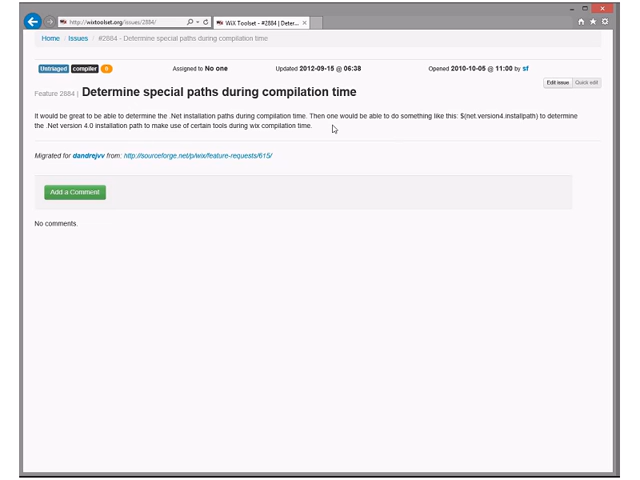 http://wixtoolset.org/issues/2884/
WiX Toolset - #2884 | Deter...
Home / Issues / #2884 - Determine special paths during compilation time
Untriaged compiler 0 Assigned to No one Updated 2012-09-15 @ 06:38 Opened 2010-10-05 @ 11:00 by sf
Edit issue Quick edit
Feature 2884 | Determine special paths during compilation time
It would be great to be able to determine the .Net installation paths during compilation time. Then one would be able to do something like this: $(net.version4.installpath) to determine
the .Net version 4.0 installation path to make use of certain tools during wix compilation time.
Migrated for dandrejvv from: http://sourceforge.net/p/wix/feature-requests/615/
Add a Comment
No comments.